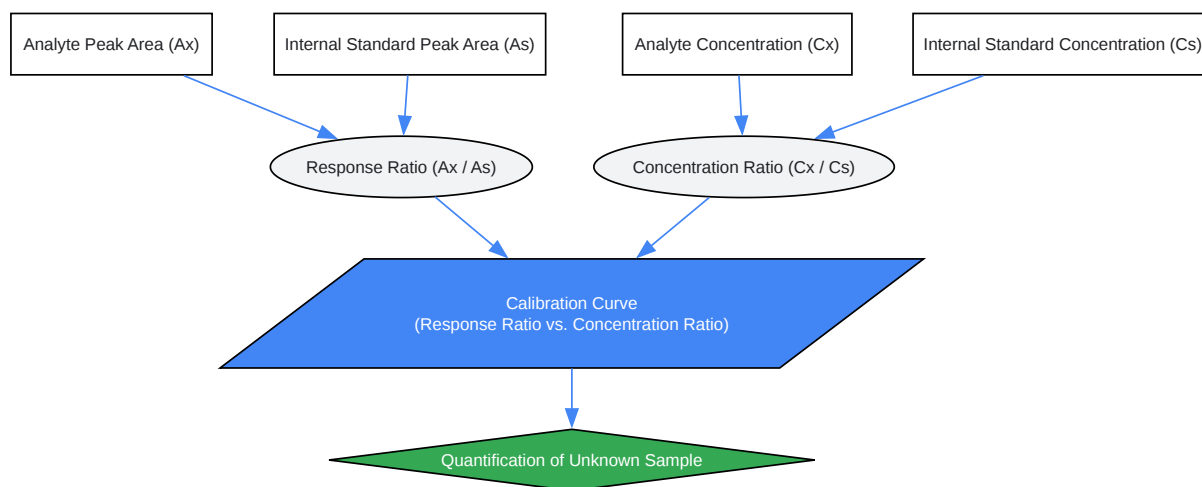 Analyte Peak Area (Ax)
Internal Standard Peak Area (As)
Analyte Concentration (Cx)
Internal Standard Concentration (Cs)
Response Ratio (Ax / As)
Concentration Ratio (Cx / Cs)
Calibration Curve
(Response Ratio vs. Concentration Ratio)
Quantification of Unknown Sample